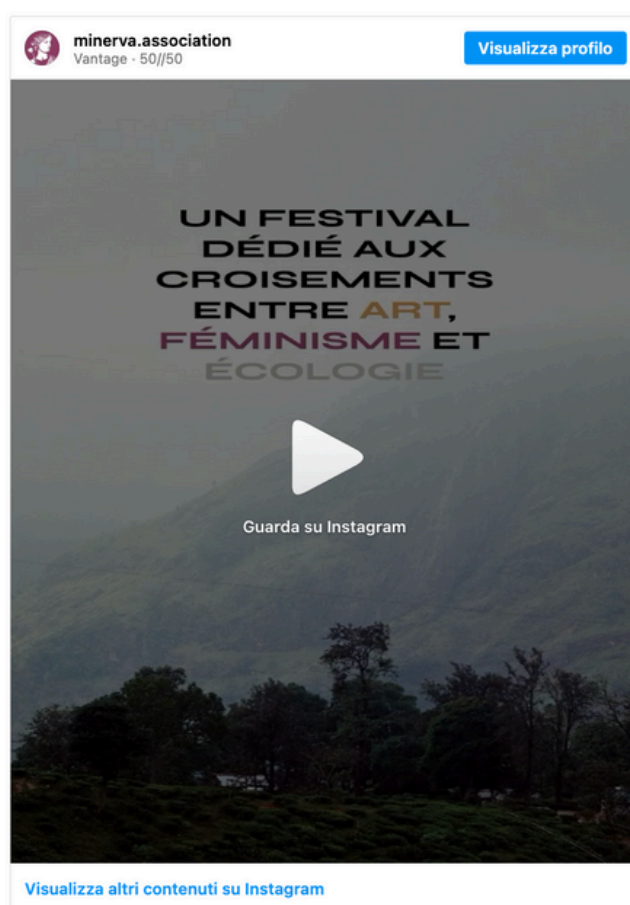 minerva.association
Vantage · 50//50
Visualizza profilo
UN FESTIVAL
DÉDIÉ AUX
CROISEMENTS
ENTRE ART,
FÉMINISME ET
ÉCOLOGIE
Guarda su Instagram
Visualizza altri contenuti su Instagram